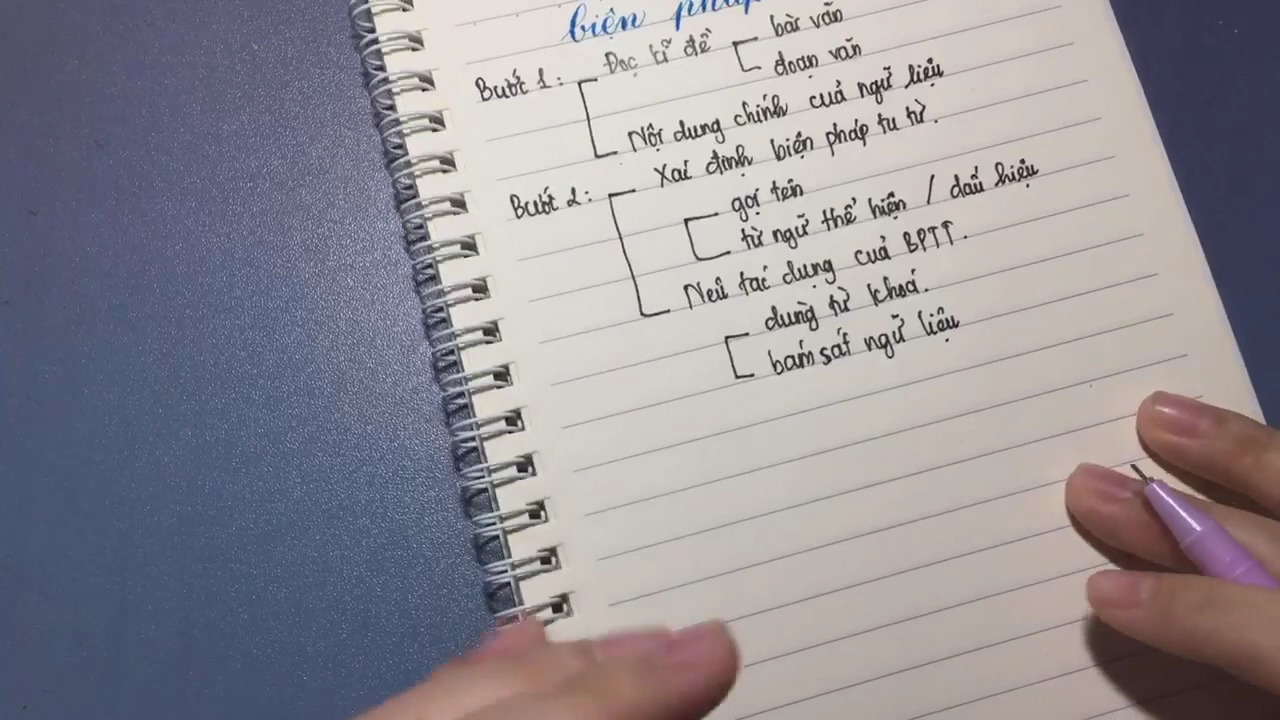 biện pháp
Bước 1: Đọc kĩ đề bài văn
đoạn văn
Nội dung chính của ngữ liệu
Bước 2: Xác định biện pháp tu từ.
gọi tên
từ ngữ thể hiện / dấu hiệu
Nêu tác dụng của BPTT.
dùng từ khoá.
bám sát ngữ liệu